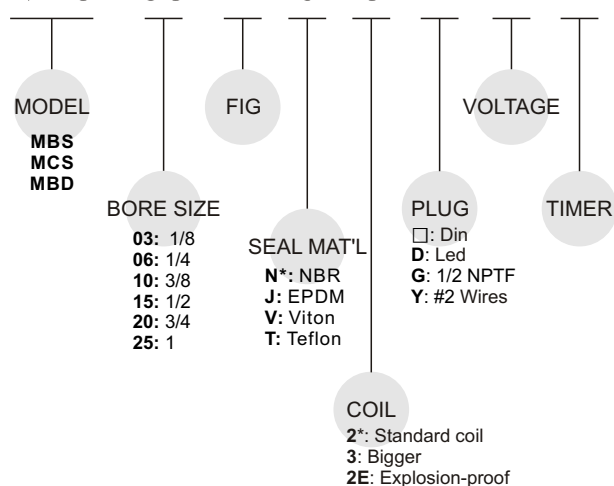 MODEL
MBS
MCS
MBD
BORE SIZE
03: 1/8
06: 1/4
10: 3/8
15: 1/2
20: 3/4
25: 1
FIG
SEAL MAT'L
N*: NBR
J: EPDM
V: Viton
T: Teflon
COIL
2*: Standard coil
3: Bigger
2E: Explosion-proof
PLUG
□: Din
D: Led
G: 1/2 NPTF
Y: #2 Wires
VOLTAGE
TIMER